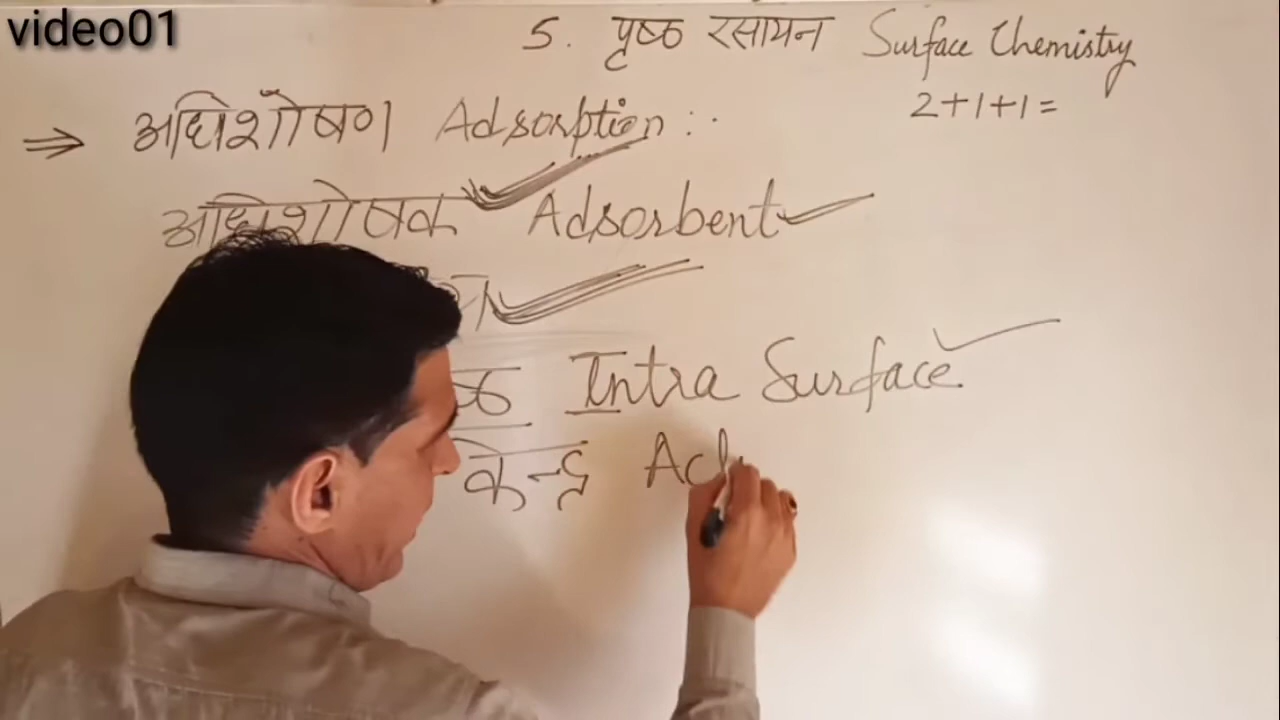 video01
5. पृष्ठ रसायन Surface Chemistry
2+1+1=
⇒ अधिशोषण Adsorption :.
अधिशोषक Adsorbent
Intra Surface
केन्द्र